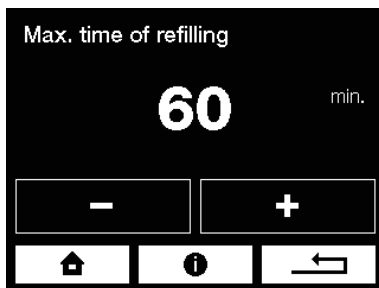 Max. time of refilling
60 min.
- +